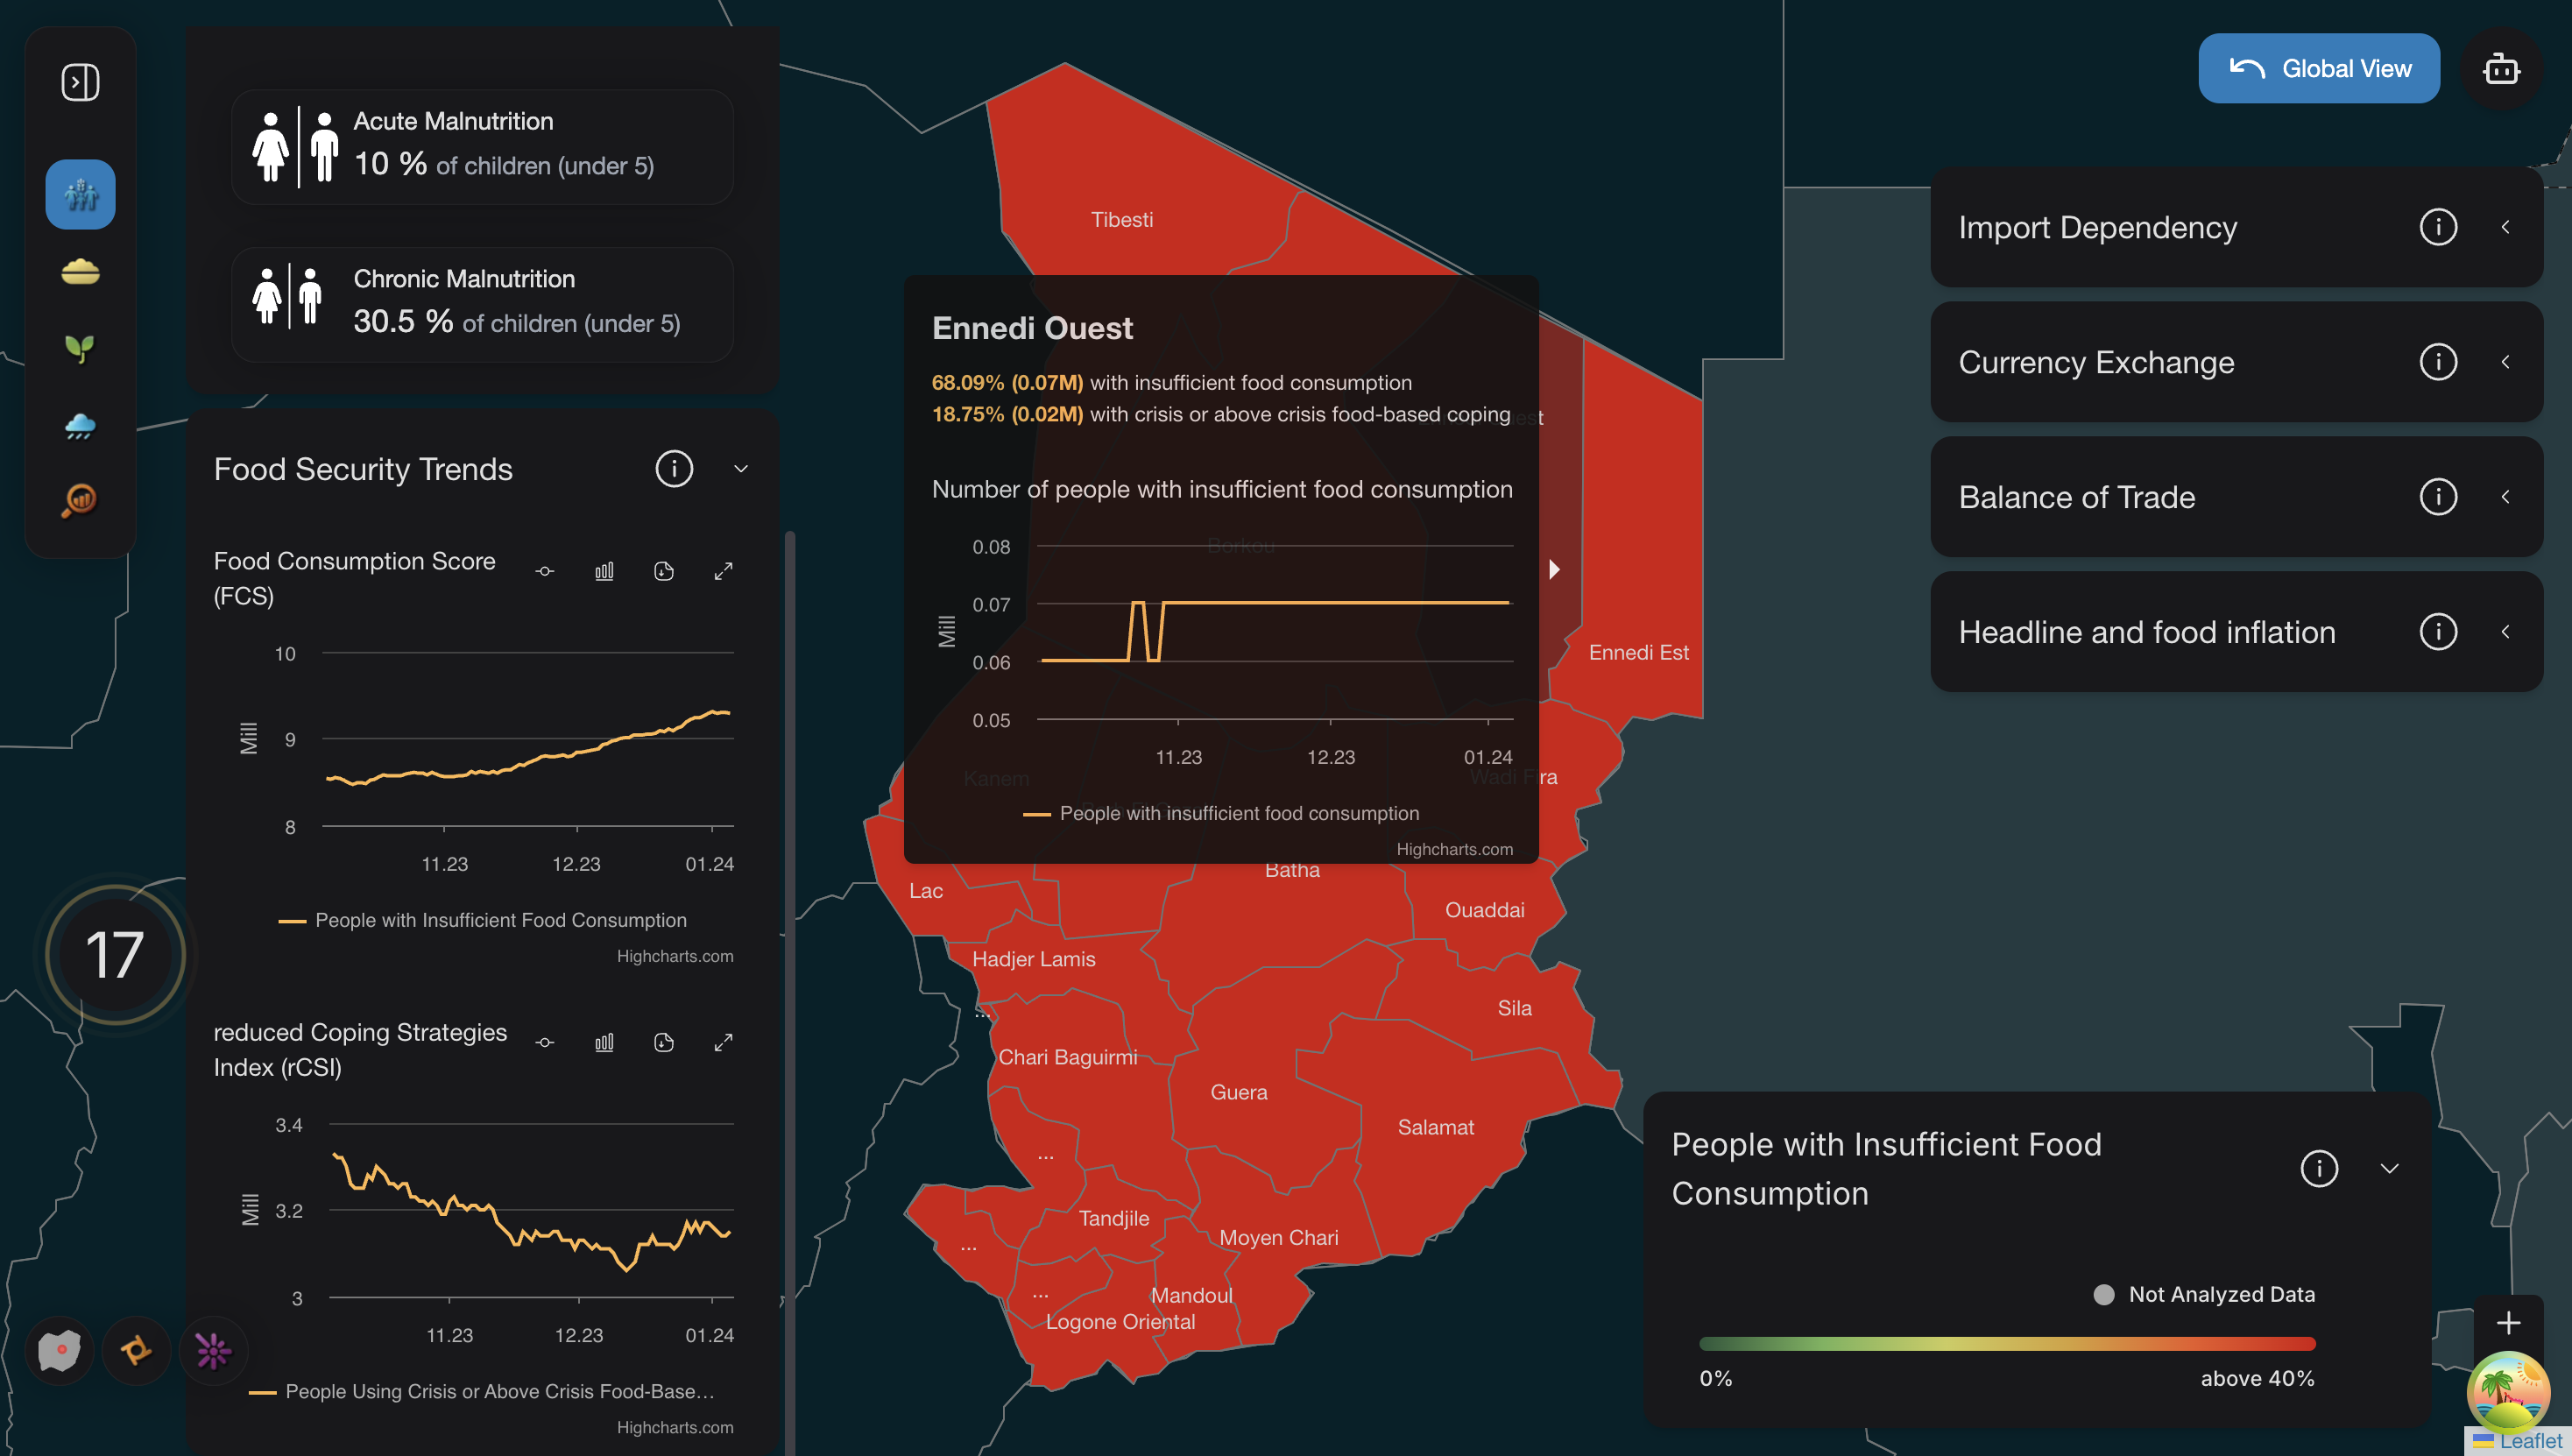 Acute Malnutrition
10 % of children (under 5)
Chronic Malnutrition
30.5 % of children (under 5)
Food Security Trends
Food Consumption Score
(FCS)
10
9
8
Mill
11.23
12.23
01.24
People with Insufficient Food Consumption
Highcharts.com
17
reduced Coping Strategies
Index (rCSI)
3.4
3.2
3
Mill
11.23
12.23
01.24
People Using Crisis or Above Crisis Food-Base...
Highcharts.com
Tibesti
Ennedi Ouest
68.09% (0.07M) with insufficient food consumption
18.75% (0.02M) with crisis or above crisis food-based coping
Number of people with insufficient food consumption
0.08
0.07
0.06
0.05
Mill
11.23
12.23
01.24
People with insufficient food consumption
Highcharts.com
Borkou
Kanem
Wadi Fira
Ennedi Est
Batha
Lac
Ouaddai
Hadjer Lamis
Sila
...
Chari Baguirmi
Guera
Salamat
...
Tandjile
Moyen Chari
...
...
Mandoul
Logone Oriental
Global View
Import Dependency
Currency Exchange
Balance of Trade
Headline and food inflation
People with Insufficient Food
Consumption
Not Analyzed Data
0%
above 40%
+
Leaflet